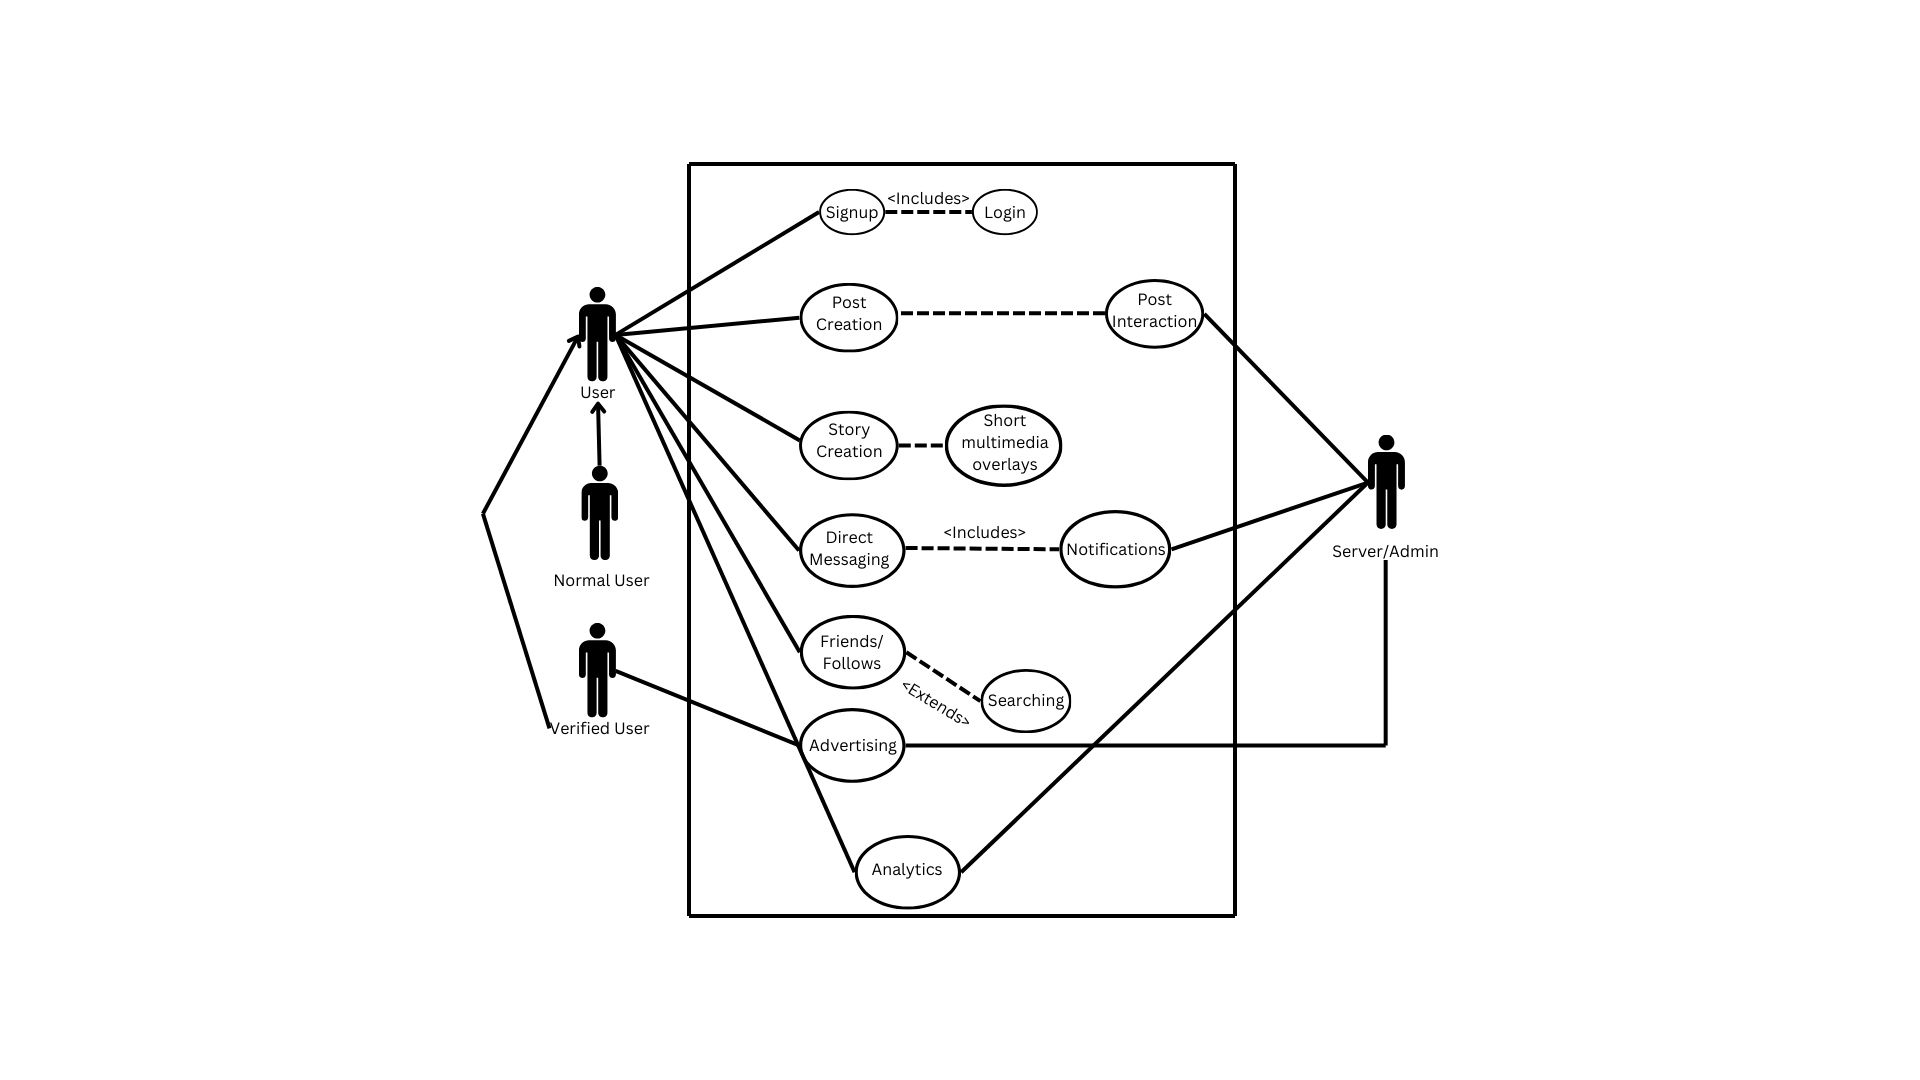 Signup
<Includes>
Login
Post
Creation
Post
Interaction
User
Story
Creation
Short
multimedia
overlays
Direct
Messaging
<Includes>
Notifications
Server/Admin
Normal User
Friends/
Follows
<Extends>
Searching
Verified User
Advertising
Analytics